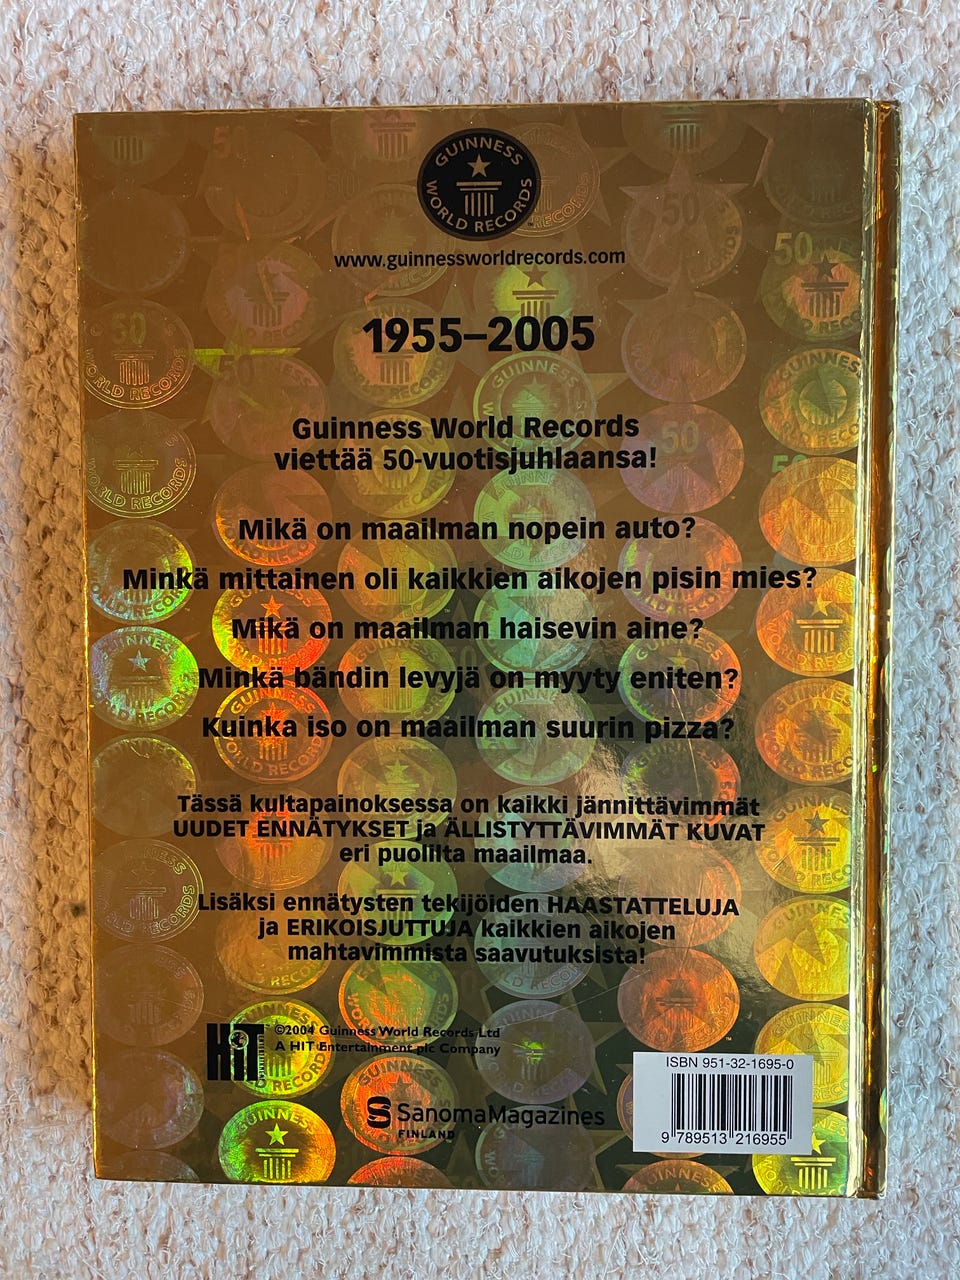 GUINNESS
WORLD RECORDS
www.guinnessworldrecords.com
1955–2005
Guinness World Records
viettää 50-vuotisjuhlaansa!
Mikä on maailman nopein auto?
Minkä mittainen oli kaikkien aikojen pisin mies?
Mikä on maailman haisevin aine?
Minkä bändin levyjä on myyty eniten?
Kuinka iso on maailman suurin pizza?
Tässä kultapainoksessa on kaikki jännittävimmät
UUDET ENNÄTYKSET ja ÄLLISTYTTÄVIMMÄT KUVAT
eri puolilta maailmaa.
Lisäksi ennätysten tekijöiden HAASTATTELUJA
ja ERIKOISJUTTUJA kaikkien aikojen
mahtavimmista saavutuksista!
HiT
©2004 Guinness World Records Ltd
A HIT Entertainment plc Company
SanomaMagazines
FINLAND
ISBN 951-32-1695-0
9 789513 216955